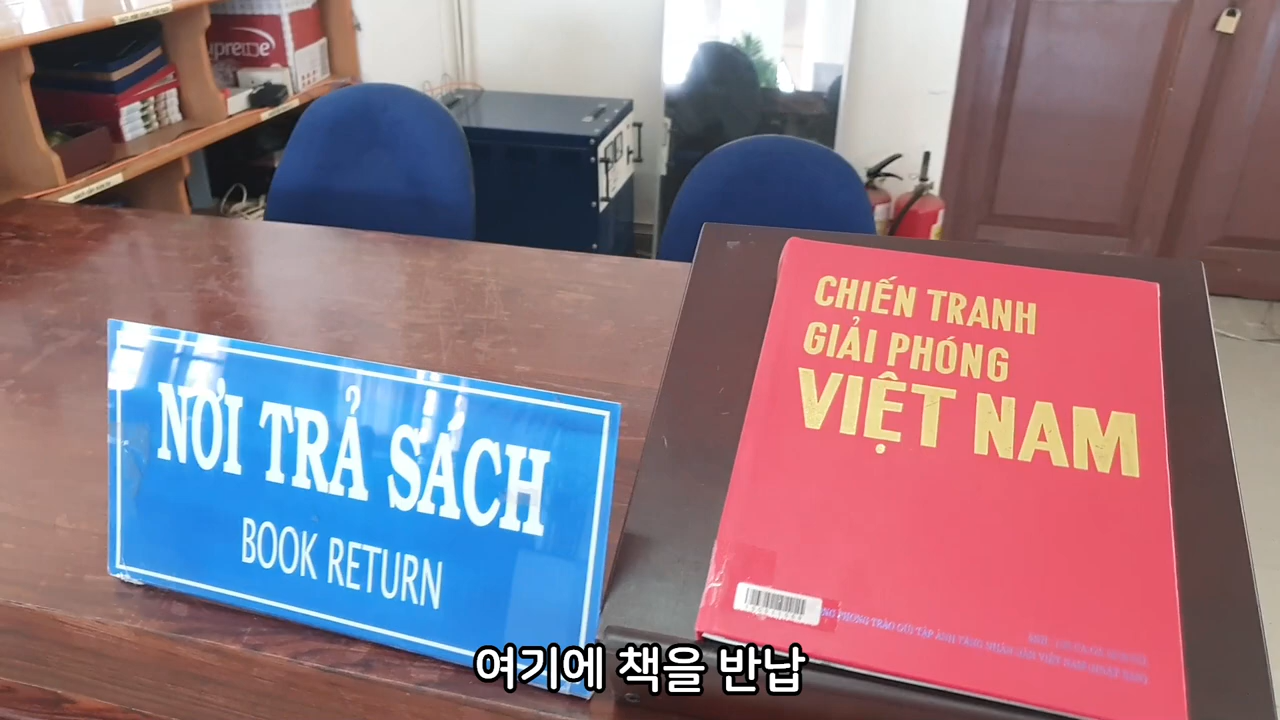 NƠI TRẢ SÁCH
BOOK RETURN
CHIẾN TRANH
GIẢI PHÓNG
VIỆT NAM
여기에 책을 반납